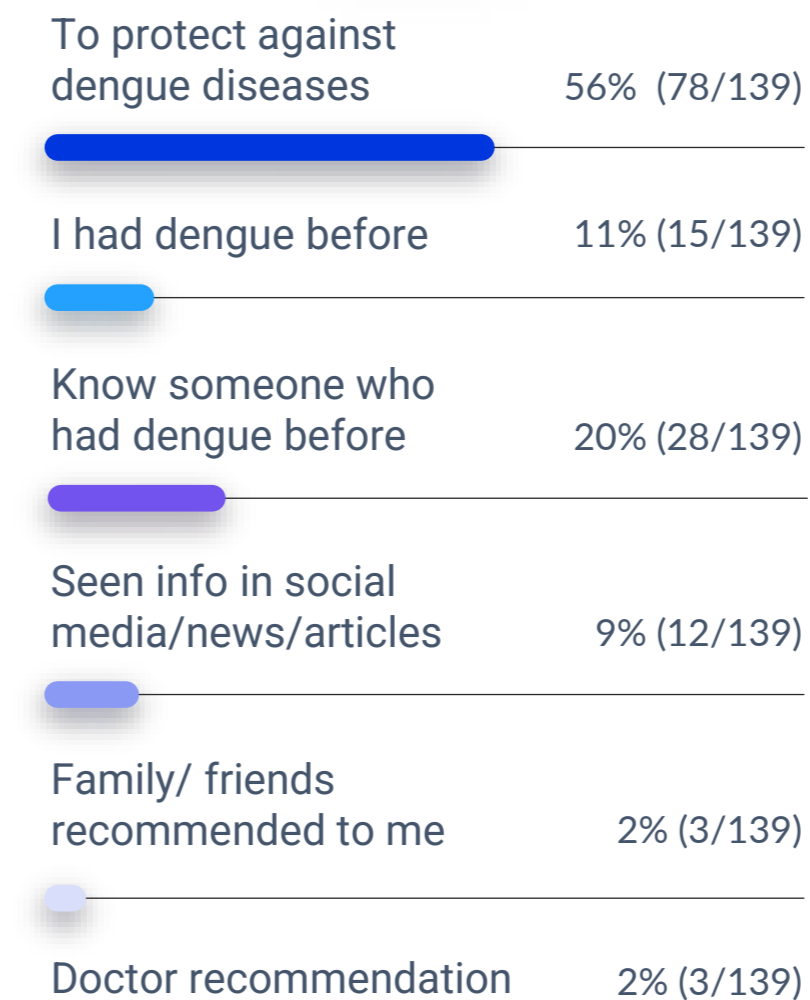 To protect against
dengue diseases 56% (78/139)
I had dengue before 11% (15/139)
Know someone who
had dengue before 20% (28/139)
Seen info in social
media/news/articles 9% (12/139)
Family/ friends
recommended to me 2% (3/139)
Doctor recommendation 2% (3/139)